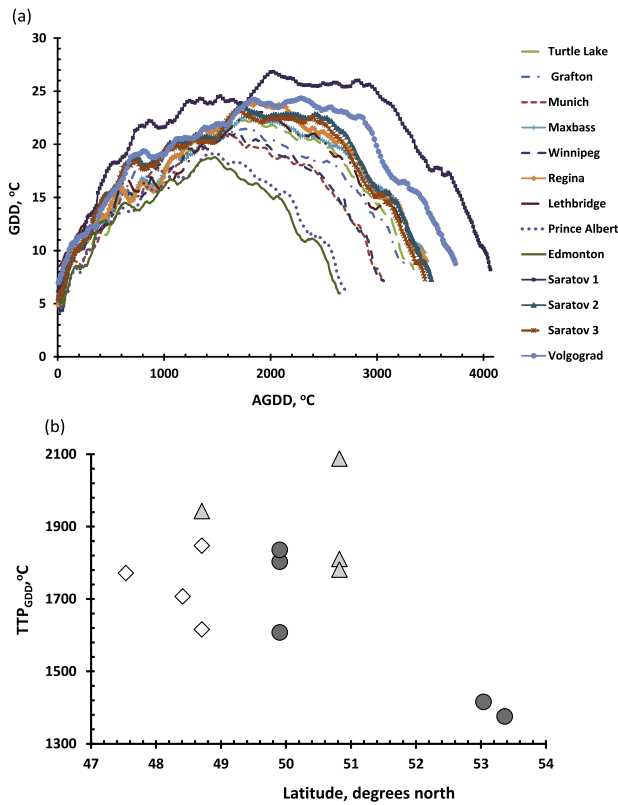 (a)
30
25
20
15
10
5
0
GDD, °C
0 1000 2000 3000 4000
AGDD, °C
Turtle Lake
Grafton
Munich
Maxbass
Winnipeg
Regina
Lethbridge
Prince Albert
Edmonton
Saratov 1
Saratov 2
Saratov 3
Volgograd
(b)
2100
1900
1700
1500
1300
TTPGDD,°C
47 48 49 50 51 52 53 54
Latitude, degrees north